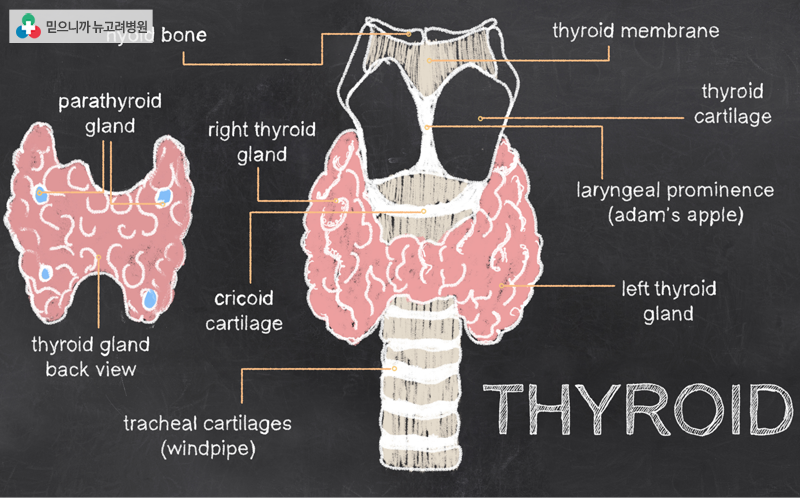 믿으니까 뉴고려병원
hyoid bone
thyroid membrane
parathyroid
gland
thyroid
cartilage
right thyroid
gland
laryngeal prominence
(adam's apple)
cricoid
cartilage
left thyroid
gland
thyroid gland
back view
tracheal cartilages
(windpipe)
THYROID